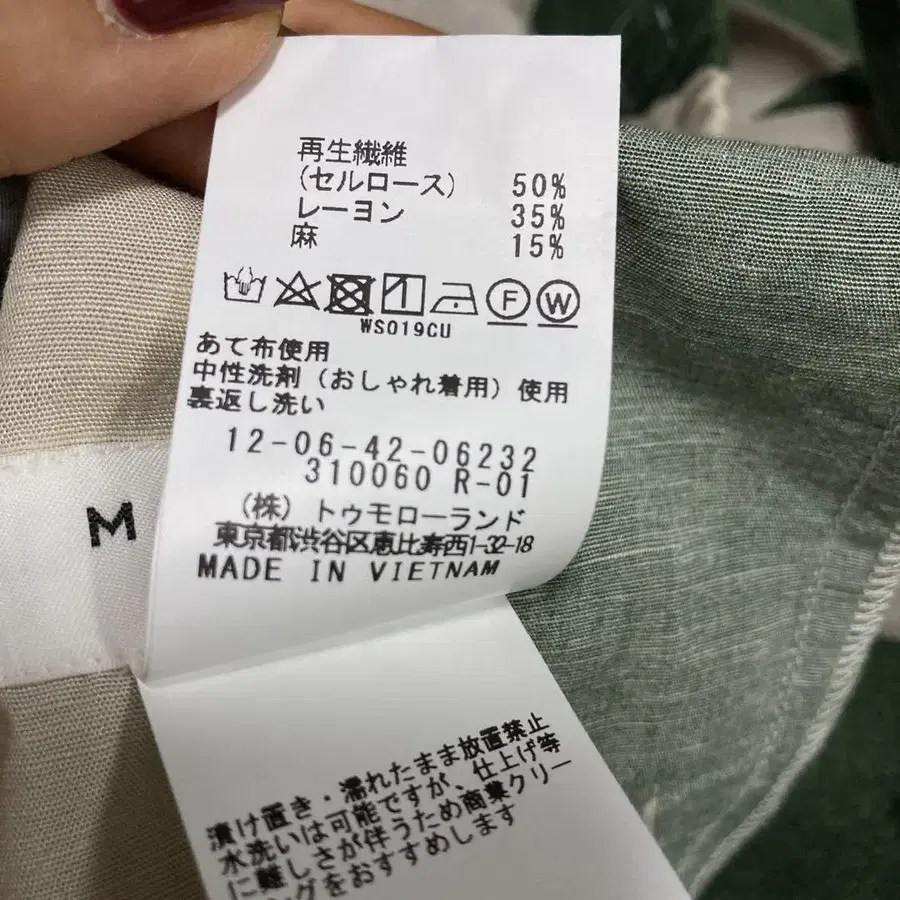 再生繊維
(セルロース) 50%
レーヨン 35%
麻 15%
F W
WS019CU
あて布使用
中性洗剤(おしゃれ着用)使用
裏返し洗い
12-06-42-06232
310060 R-01
(株)トゥモローランド
東京都渋谷区恵比寿西1-32-18
MADE IN VIETNAM
M
漬け置き・濡れたまま放置禁止
水洗いは可能ですが、仕上げ等
に難しさが伴うため商業クリー
ングをおすすめします